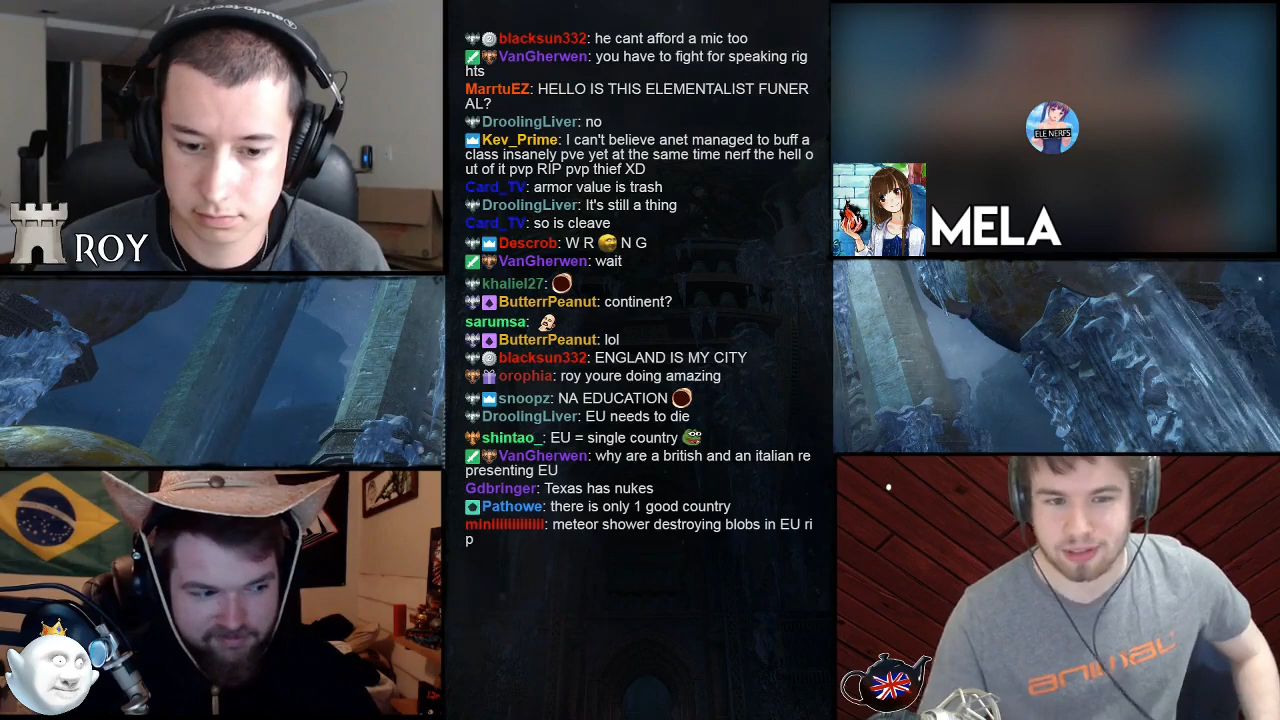 audio-technica
ROY
blacksun332: he cant afford a mic too
VanGherwen: you have to fight for speaking rig
hts
MarrtuEZ: HELLO IS THIS ELEMENTALIST FUNER
AL?
DroolingLiver: no
Kev_Prime: I can't believe anet managed to buff a
class insanely pve yet at the same time nerf the hell o
ut of it pvp RIP pvp thief XD
Card_TV: armor value is trash
DroolingLiver: It's still a thing
Card_TV: so is cleave
Descrob: W R N G
VanGherwen: wait
khaliel27:
ButterrPeanut: continent?
sarumsa:
ButterrPeanut: lol
blacksun332: ENGLAND IS MY CITY
orophia: roy youre doing amazing
snoopz: NA EDUCATION
DroolingLiver: EU needs to die
shintao_: EU = single country
VanGherwen: why are a british and an italian re
presenting EU
Gdbringer: Texas has nukes
Pathowe: there is only 1 good country
meteor shower destroying blobs in EU ri
p
ELE NERFS
MELA
ANIMAL